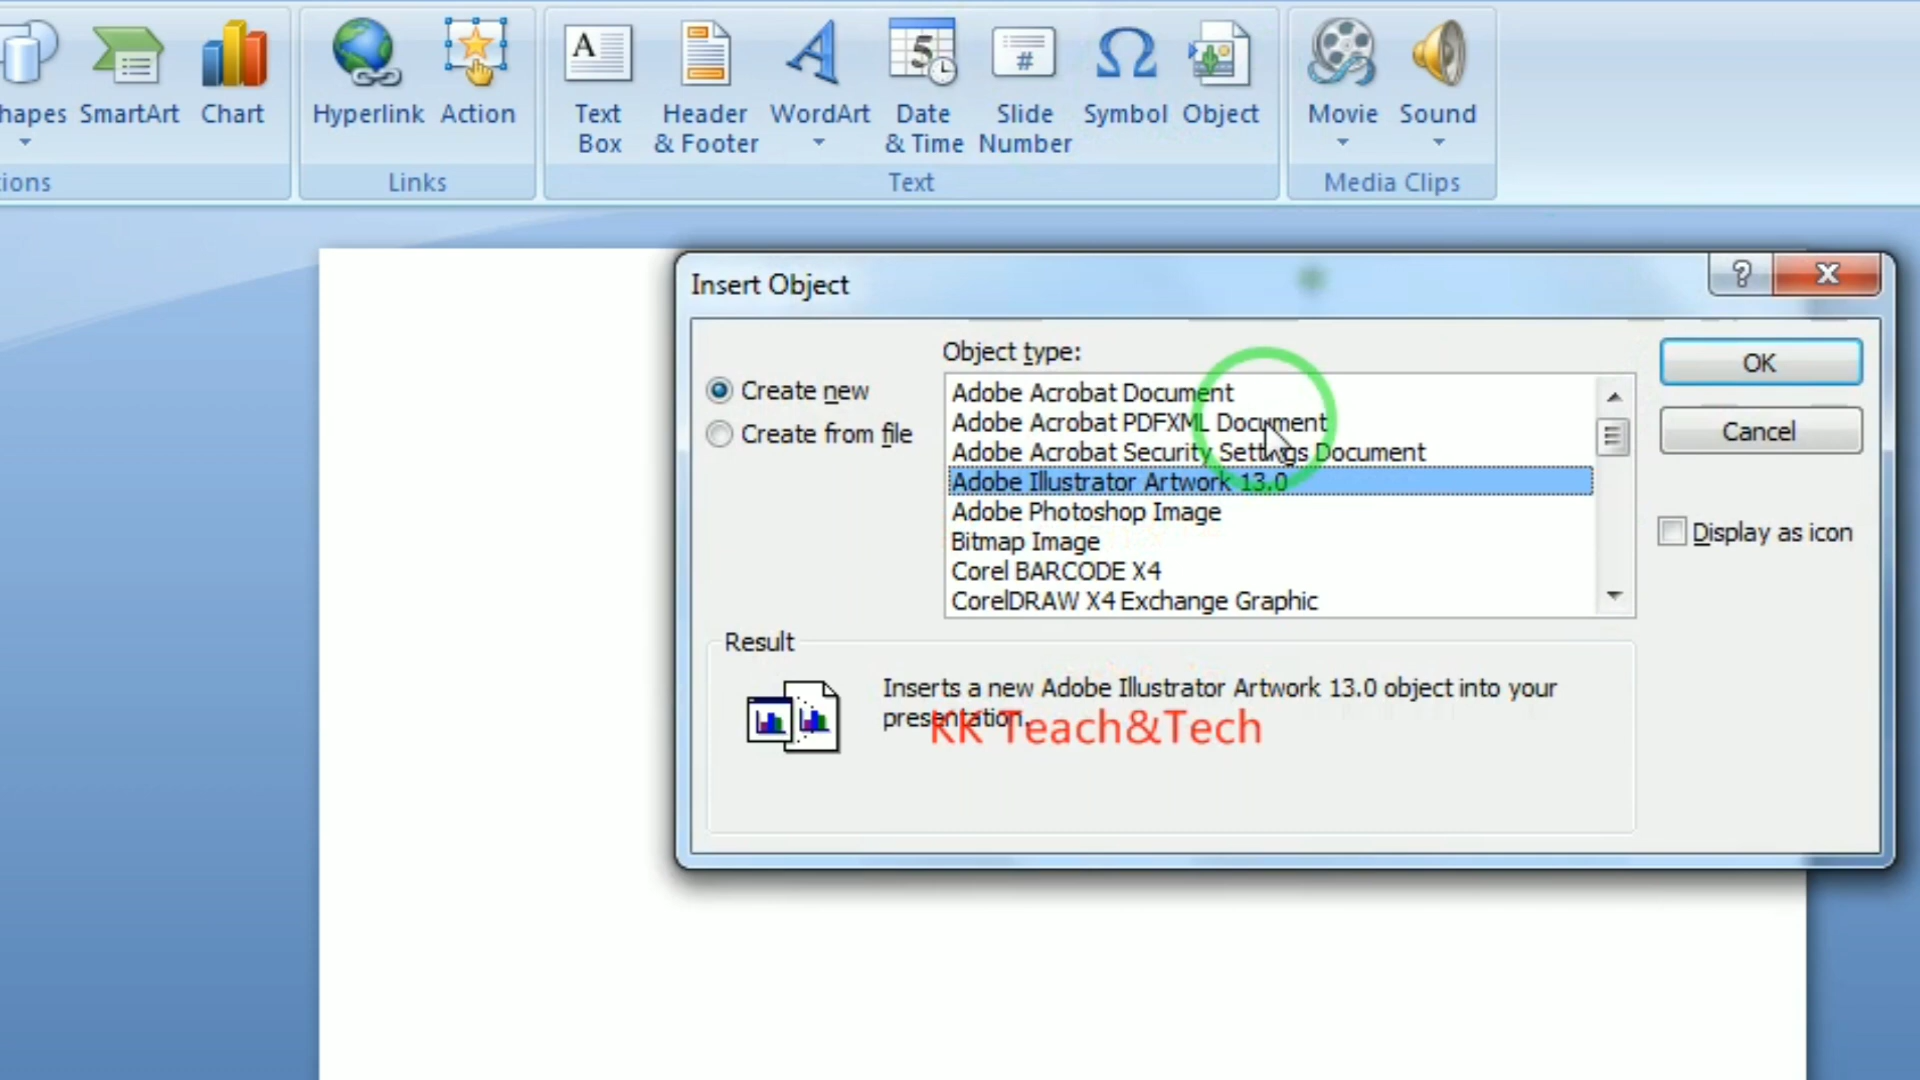 hapes SmartArt Chart Hyperlink Action Text Box Header & Footer WordArt Date & Time Slide Number Symbol Object Movie Sound
ions Links Text Media Clips
Insert Object
Object type:
Create new
Create from file
Adobe Acrobat Document
Adobe Acrobat PDFXML Document
Adobe Acrobat Security Settings Document
Adobe Illustrator Artwork 13.0
Adobe Photoshop Image
Bitmap Image
Corel BARCODE X4
CorelDRAW X4 Exchange Graphic
OK
Cancel
Display as icon
Result
Inserts a new Adobe Illustrator Artwork 13.0 object into your
presentation.
KK Teach&Tech